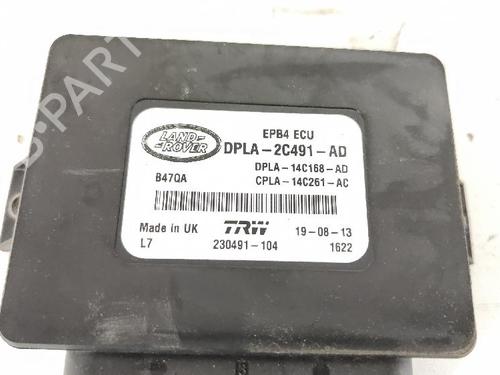 LAND-
ROVER
EPB4 ECU
DPLA-2C491-AD
DPLA-14C168-AD
B47QA
CPLA-14C261-AC
Made in UK
TRW
19-08-13
L7
230491-104
1622
B-PARTS